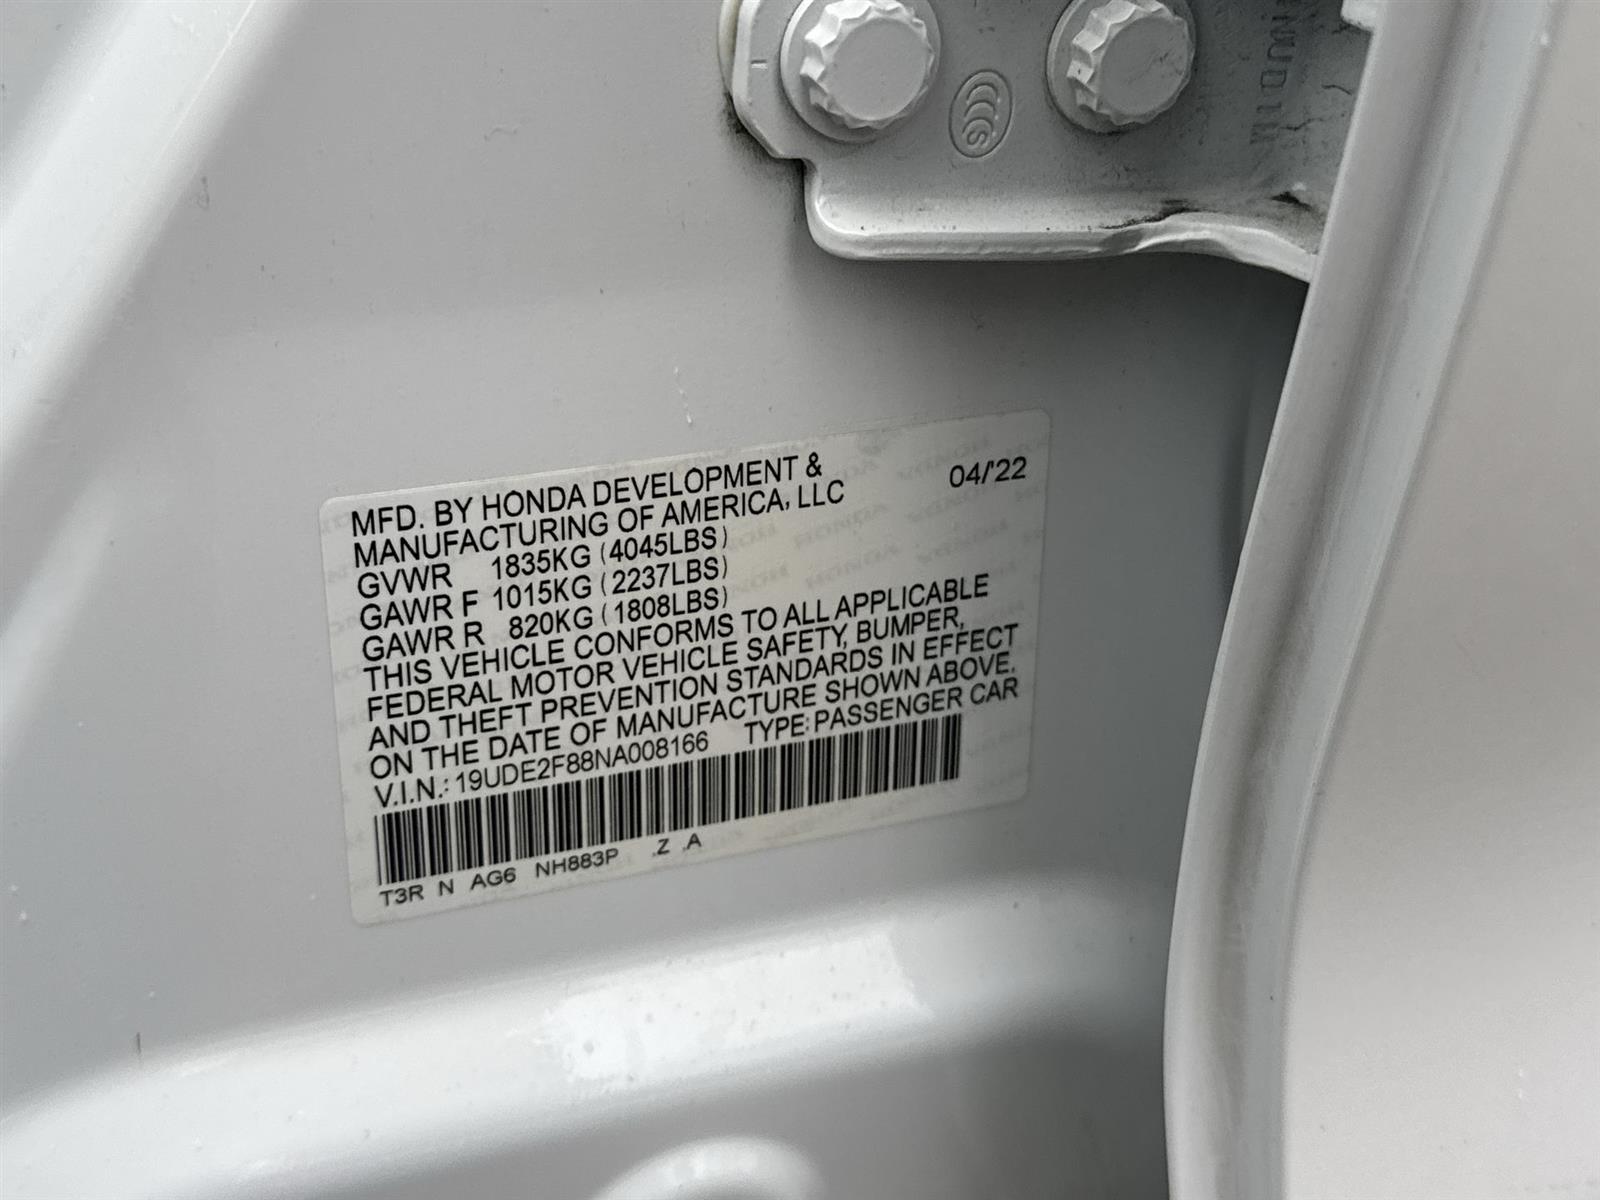 MFD. BY HONDA DEVELOPMENT & 04/'22
MANUFACTURING OF AMERICA, LLC
GVWR 1835KG (4045LBS)
GAWR F 1015KG (2237LBS)
GAWR R 820KG (1808LBS)
THIS VEHICLE CONFORMS TO ALL APPLICABLE
FEDERAL MOTOR VEHICLE SAFETY, BUMPER,
AND THEFT PREVENTION STANDARDS IN EFFECT
ON THE DATE OF MANUFACTURE SHOWN ABOVE.
V.I.N.: 19UDE2F88NA008166 TYPE: PASSENGER CAR
T3R N AG6 NH883P .Z .A